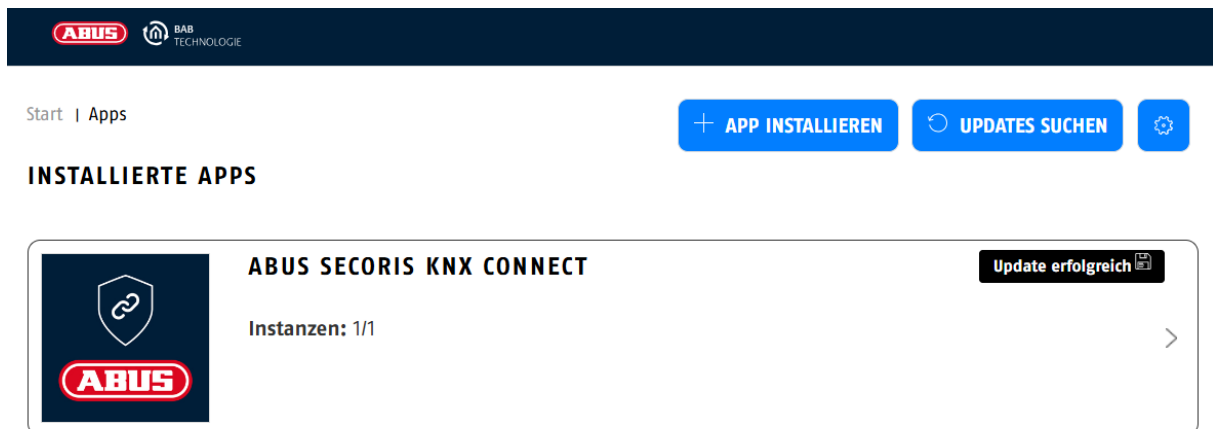 ABUS BAB
TECHNOLOGIE
Start | Apps
APP INSTALLIEREN UPDATES SUCHEN
INSTALLIERTE APPS
ABUS SECORIS KNX CONNECT Update erfolgreich
Instanzen: 1/1
ABUS